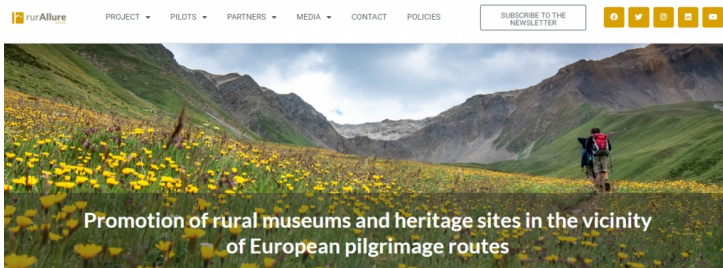 rurAllure
PROJECT PILOTS PARTNERS MEDIA CONTACT POLICIES
SUBSCRIBE TO THE
NEWSLETTER
Promotion of rural museums and heritage sites in the vicinity
of European pilgrimage routes